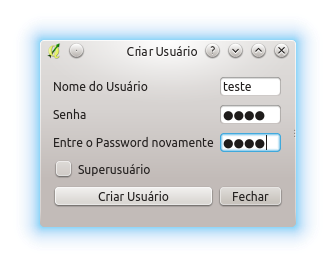 Criar Usuário
Nome do Usuário teste
Senha ●●●●
Entre o Password novamente ●●●●
Superusuário
Criar Usuário Fechar